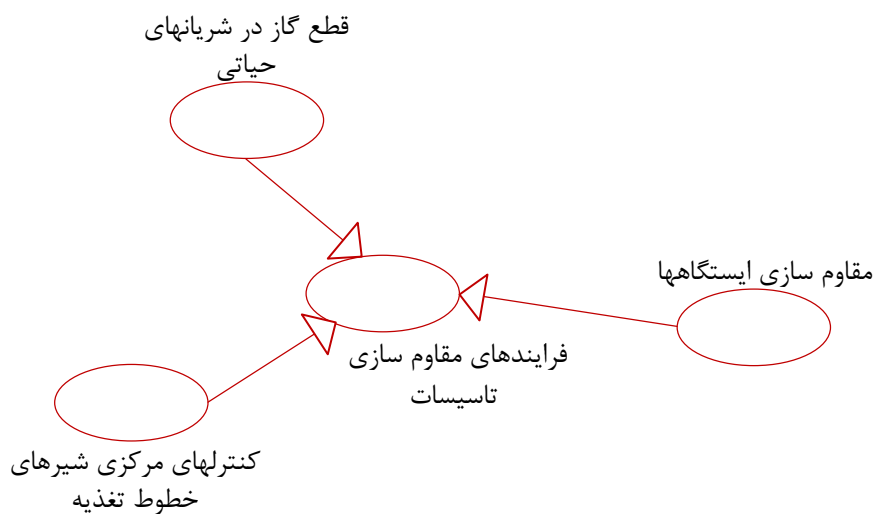 قطع گاز در شریانهای
حیاتی
مقاوم سازی ایستگاهها
فرایندهای مقاوم سازی
تاسیسات
کنترلهای مرکزی شیرهای
خطوط تغذیه